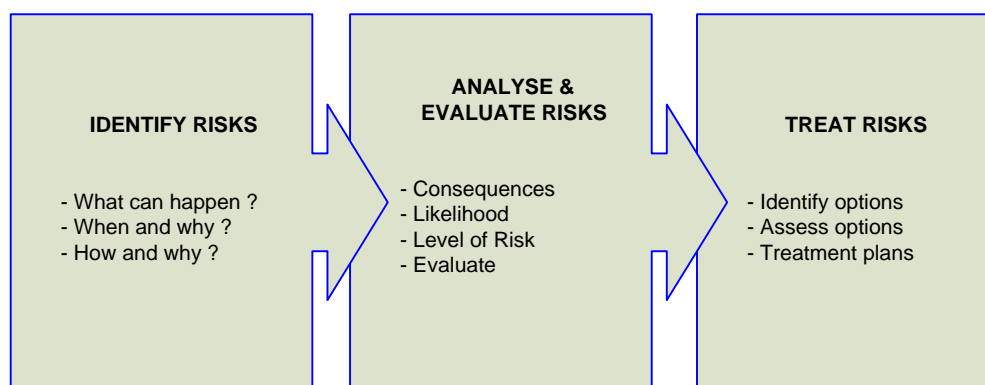 IDENTIFY RISKS
- What can happen ?
- When and why ?
- How and why ?
ANALYSE &
EVALUATE RISKS
- Consequences
- Likelihood
- Level of Risk
- Evaluate
TREAT RISKS
- Identify options
- Assess options
- Treatment plans